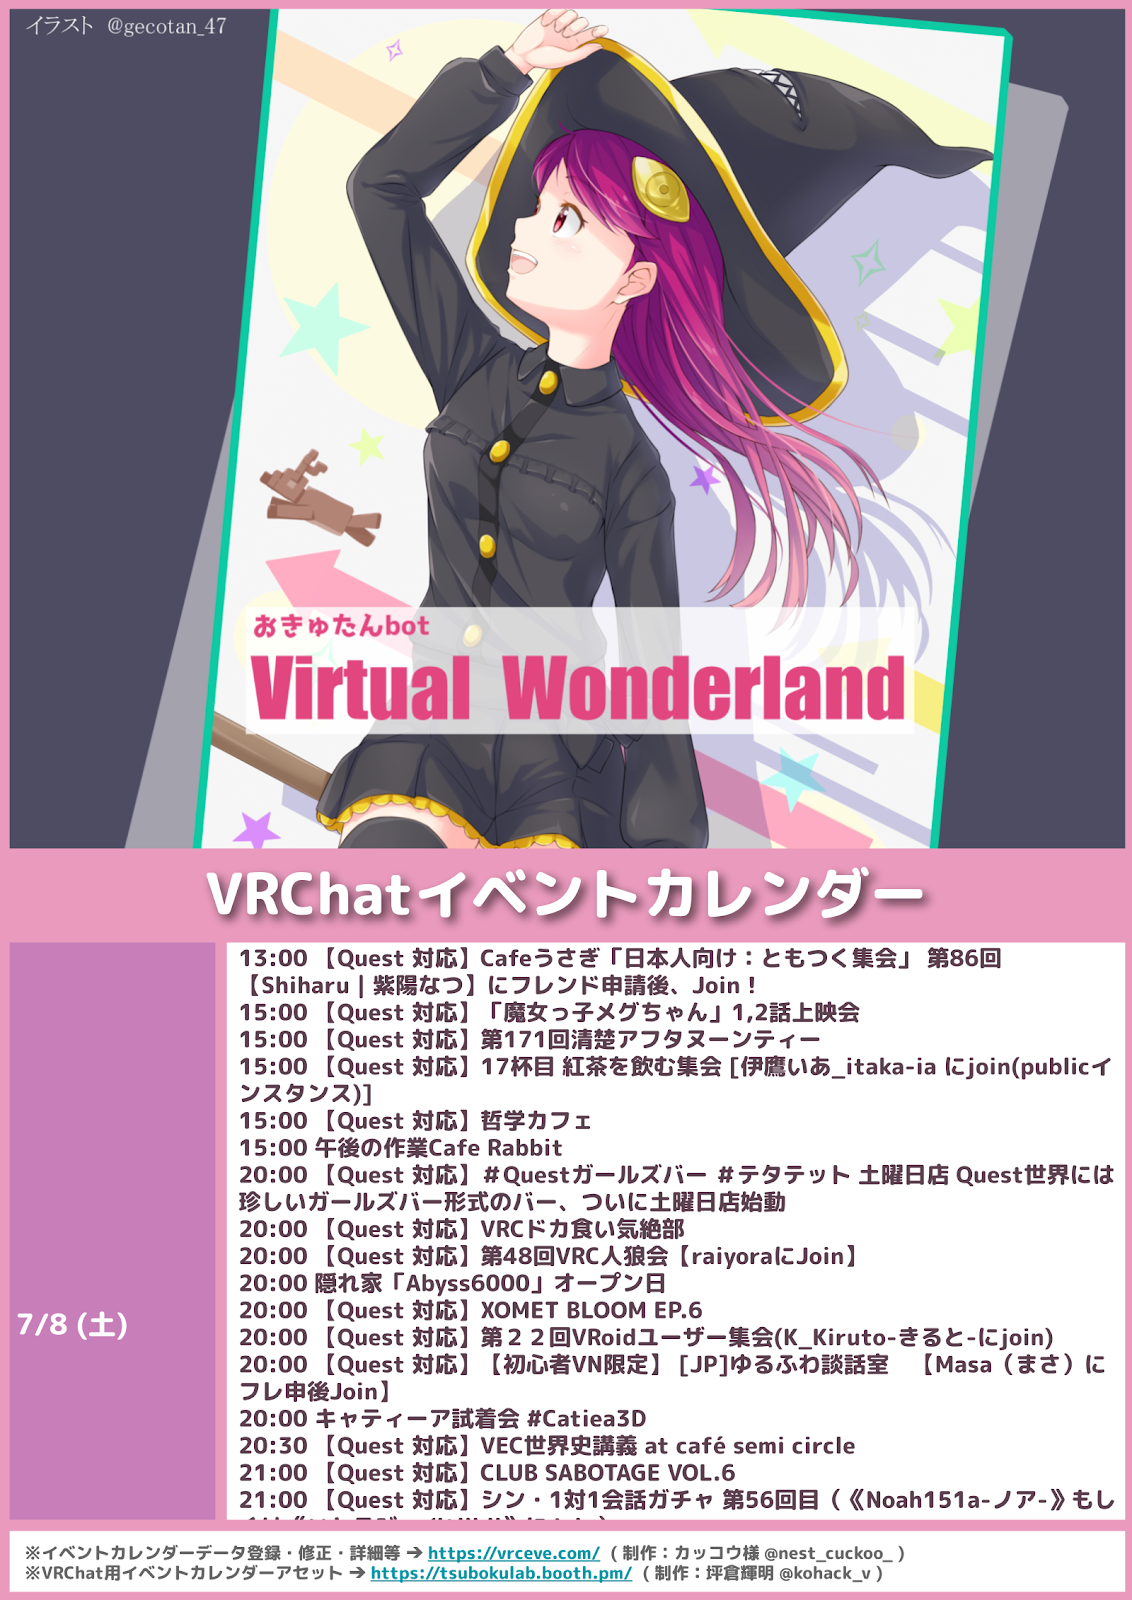 イラスト @gecotan_47
おきゅたんbot
Virtual Wonderland
VRChatイベントカレンダー
7/8 (土)
13:00 【Quest 対応】Cafeうさぎ「日本人向け：ともつく集会」 第86回
【Shiharu | 紫陽なつ】にフレンド申請後、Join！
15:00 【Quest 対応】「魔女っ子メグちゃん」1,2話上映会
15:00 【Quest 対応】第171回清楚アフタヌーンティー
15:00 【Quest 対応】17杯目 紅茶を飲む集会 [伊鷹いあ_itaka-ia にjoin(publicイ
ンスタンス)]
15:00 【Quest 対応】哲学カフェ
15:00 午後の作業Cafe Rabbit
20:00 【Quest 対応】＃Questガールズバー ＃テタテット 土曜日店 Quest世界には
珍しいガールズバー形式のバー、ついに土曜日店始動
20:00 【Quest 対応】VRCドカ食い気絶部
20:00 【Quest 対応】第48回VRC人狼会【raiyoraにJoin】
20:00 隠れ家「Abyss6000」オープン日
20:00 【Quest 対応】XOMET BLOOM EP.6
20:00 【Quest 対応】第２２回VRoidユーザー集会(K_Kiruto-きると-にjoin)
20:00 【Quest 対応】【初心者VN限定】 [JP]ゆるふわ談話室　【Masa（まさ）に
フレ申後Join】
20:00 キャティーア試着会 #Catiea3D
20:30 【Quest 対応】VEC世界史講義 at café semi circle
21:00 【Quest 対応】CLUB SABOTAGE VOL.6
21:00 【Quest 対応】シン・1対1会話ガチャ 第56回目（《Noah151a-ノア-》もし
※イベントカレンダーデータ登録・修正・詳細等 ➔ https://vrceve.com/ （ 制作：カッコウ様 @nest_cuckoo_ ）
※VRChat用イベントカレンダーアセット ➔ https://tsubokulab.booth.pm/ （ 制作：坪倉輝明 @kohack_v ）